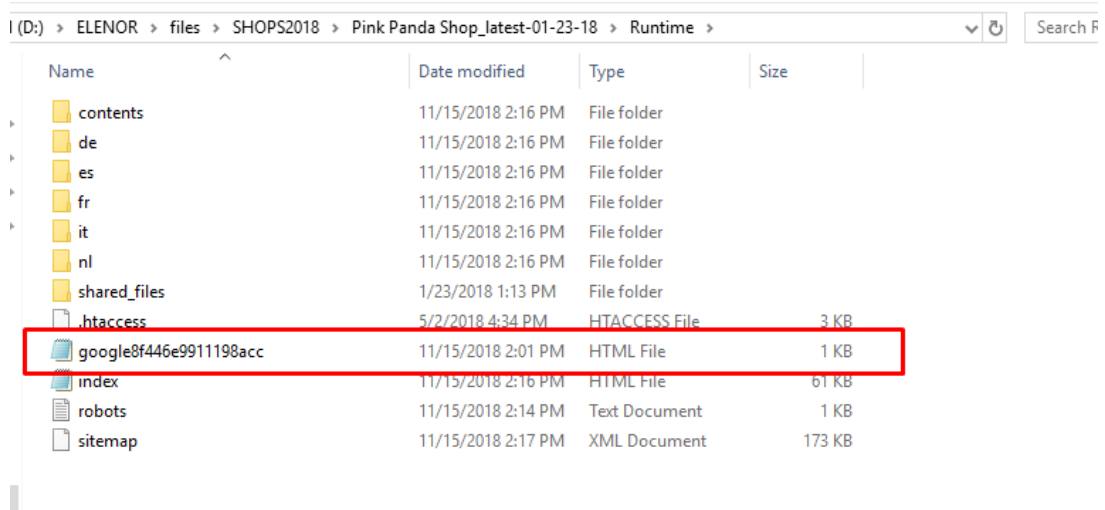 (D:) > ELENOR > files > SHOPS2018 > Pink Panda Shop_latest-01-23-18 > Runtime > Search R
Name Date modified Type Size
contents 11/15/2018 2:16 PM File folder
de 11/15/2018 2:16 PM File folder
es 11/15/2018 2:16 PM File folder
fr 11/15/2018 2:16 PM File folder
it 11/15/2018 2:16 PM File folder
nl 11/15/2018 2:16 PM File folder
shared_files 1/23/2018 1:13 PM File folder
.htaccess 5/2/2018 4:34 PM HTACCESS File 3 KB
google8f446e9911198acc 11/15/2018 2:01 PM HTML File 1 KB
index 11/15/2018 2:16 PM HTML File 61 KB
robots 11/15/2018 2:14 PM Text Document 1 KB
sitemap 11/15/2018 2:17 PM XML Document 173 KB